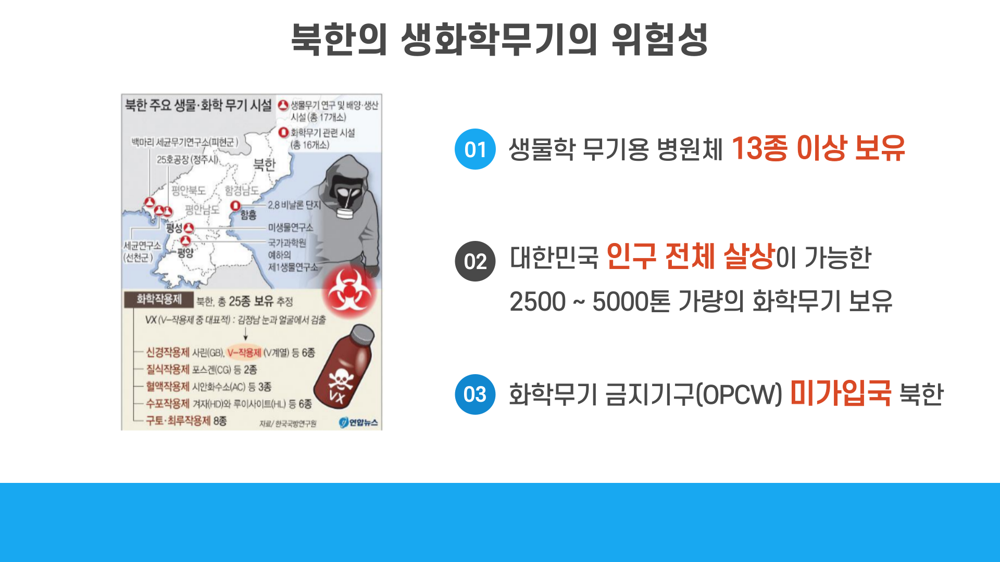 북한의 생화학무기의 위험성
북한 주요 생물·화학 무기 시설
생물무기 연구 및 배양·생산
시설(총 17개소)
화학무기 관련 시설
(총 16개소)
백마리 세균무기연구소(피현군)
25호공장(정주시)
북한
평안북도
함경남도
평안남도
2.8 비날론 단지
함흥
평성
미생물연구소
세균연구소
(선천군)
국가과학원
예하의
제1생물연구소
평양
화학작용제 북한, 총 25종 보유 추정
VX(V-작용제 중 대표적) : 김정남 눈과 얼굴에서 검출
신경작용제 사린(GB), V-작용제 (V계열) 등 6종
질식작용제 포스겐(CG) 등 2종
혈액작용제 시안화수소(AC) 등 3종
수포작용제 겨자(HD)와 루이사이트(HL) 등 6종
구토·최루작용제 8종
VX
자료/ 한국국방연구원
연합뉴스
01 생물학 무기용 병원체 13종 이상 보유
02 대한민국 인구 전체 살상이 가능한
2500 ~ 5000톤 가량의 화학무기 보유
03 화학무기 금지기구(OPCW) 미가입국 북한